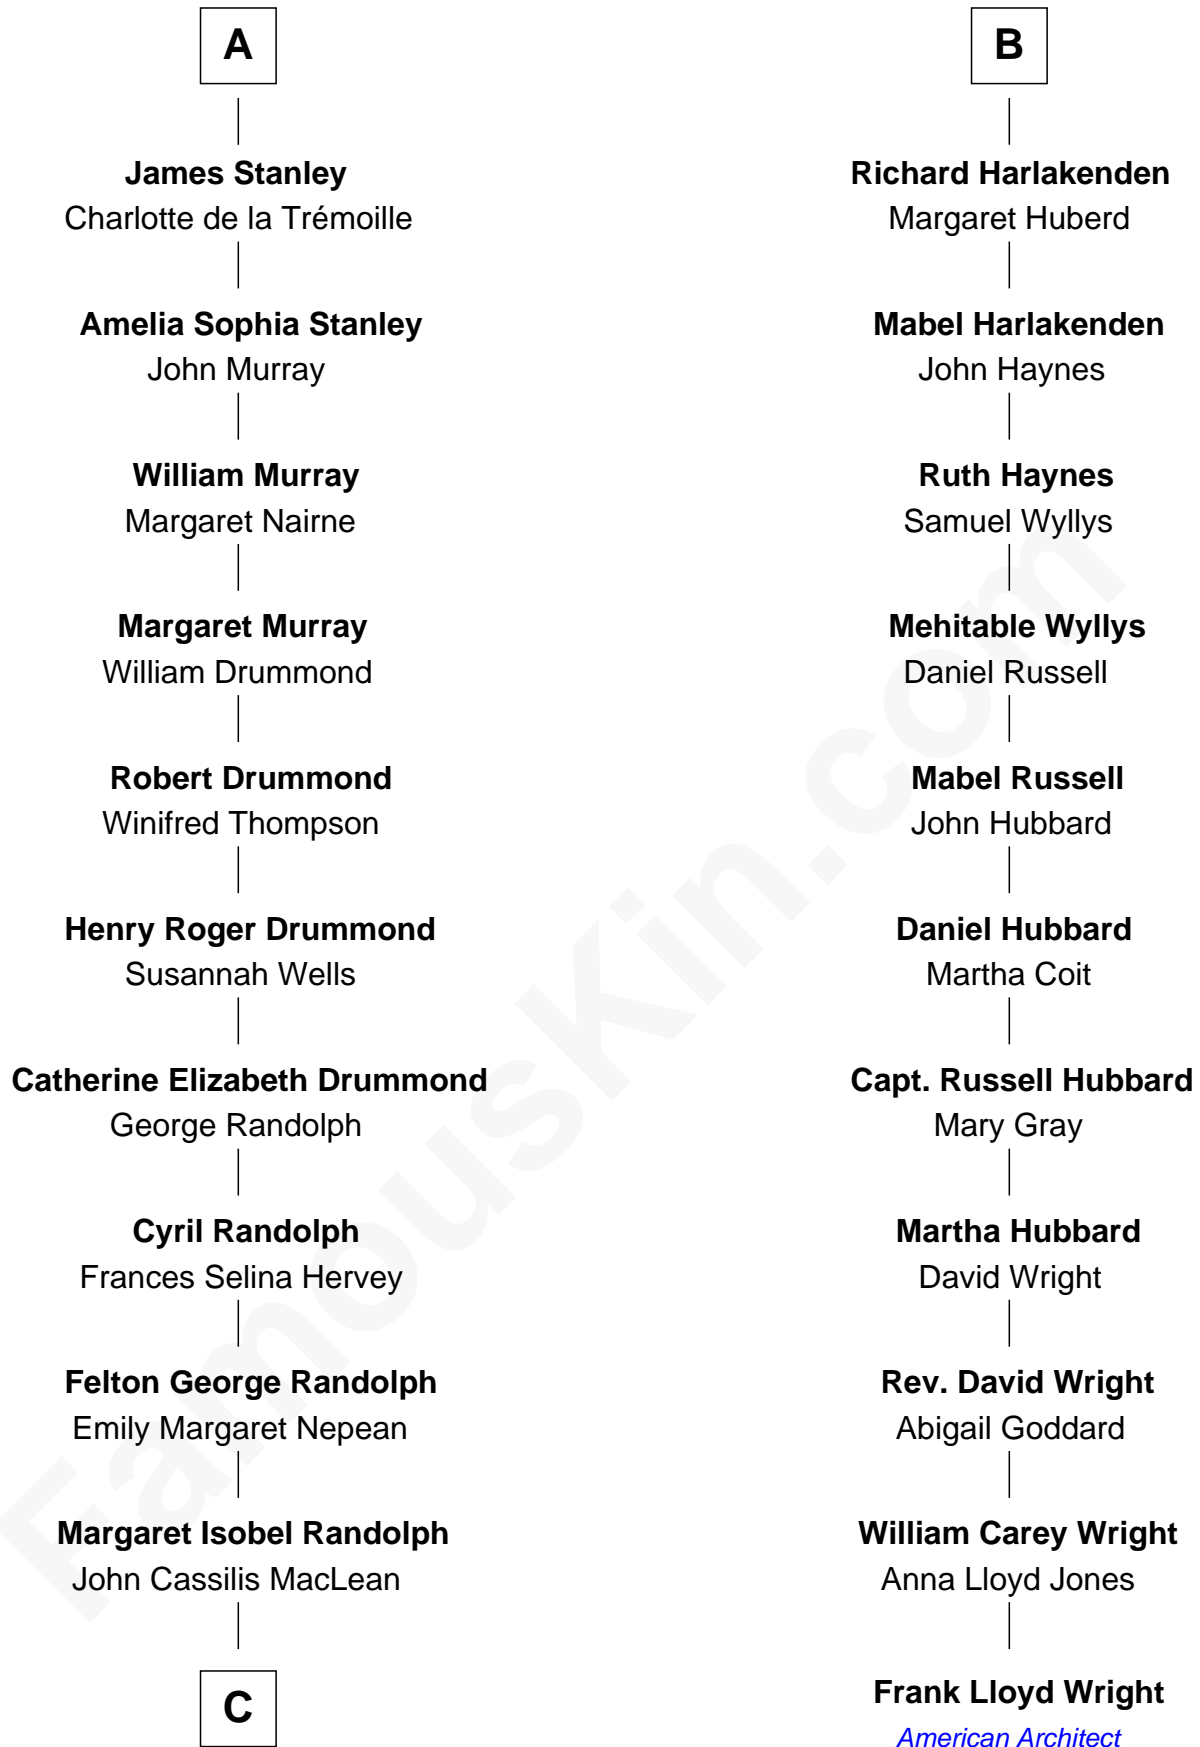 A
James Stanley
Charlotte de la Trémoille
Amelia Sophia Stanley
John Murray
William Murray
Margaret Nairne
Margaret Murray
William Drummond
Robert Drummond
Winifred Thompson
Henry Roger Drummond
Susannah Wells
Catherine Elizabeth Drummond
George Randolph
Cyril Randolph
Frances Selina Hervey
Felton George Randolph
Emily Margaret Nepean
Margaret Isobel Randolph
John Cassilis MacLean
C
B
Richard Harlakenden
Margaret Huberd
Mabel Harlakenden
John Haynes
Ruth Haynes
Samuel Wyllys
Mehitable Wyllys
Daniel Russell
Mabel Russell
John Hubbard
Daniel Hubbard
Martha Coit
Capt. Russell Hubbard
Mary Gray
Martha Hubbard
David Wright
Rev. David Wright
Abigail Goddard
William Carey Wright
Anna Lloyd Jones
Frank Lloyd Wright
American Architect
FamousKin.com